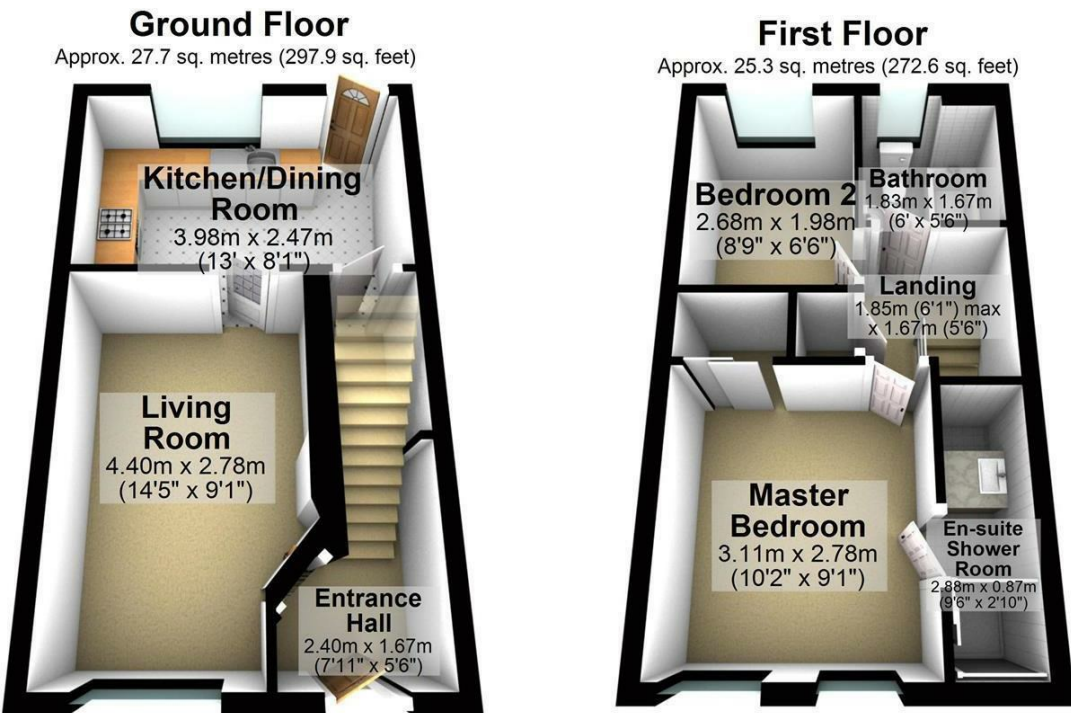 Ground Floor
Approx. 27.7 sq. metres (297.9 sq. feet)
Kitchen/Dining
Room
3.98m x 2.47m
(13' x 8'1")
Living
Room
4.40m x 2.78m
(14'5" x 9'1")
Entrance
Hall
2.40m x 1.67m
(7'11" x 5'6")
First Floor
Approx. 25.3 sq. metres (272.6 sq. feet)
Bedroom 2
2.68m x 1.98m
(8'9" x 6'6")
Bathroom
1.83m x 1.67m
(6' x 5'6")
Landing
1.85m (6'1") max
x 1.67m (5'6")
Master
Bedroom
3.11m x 2.78m
(10'2" x 9'1")
En-suite
Shower
Room
2.88m x 0.87m
(9'6" x 2'10")